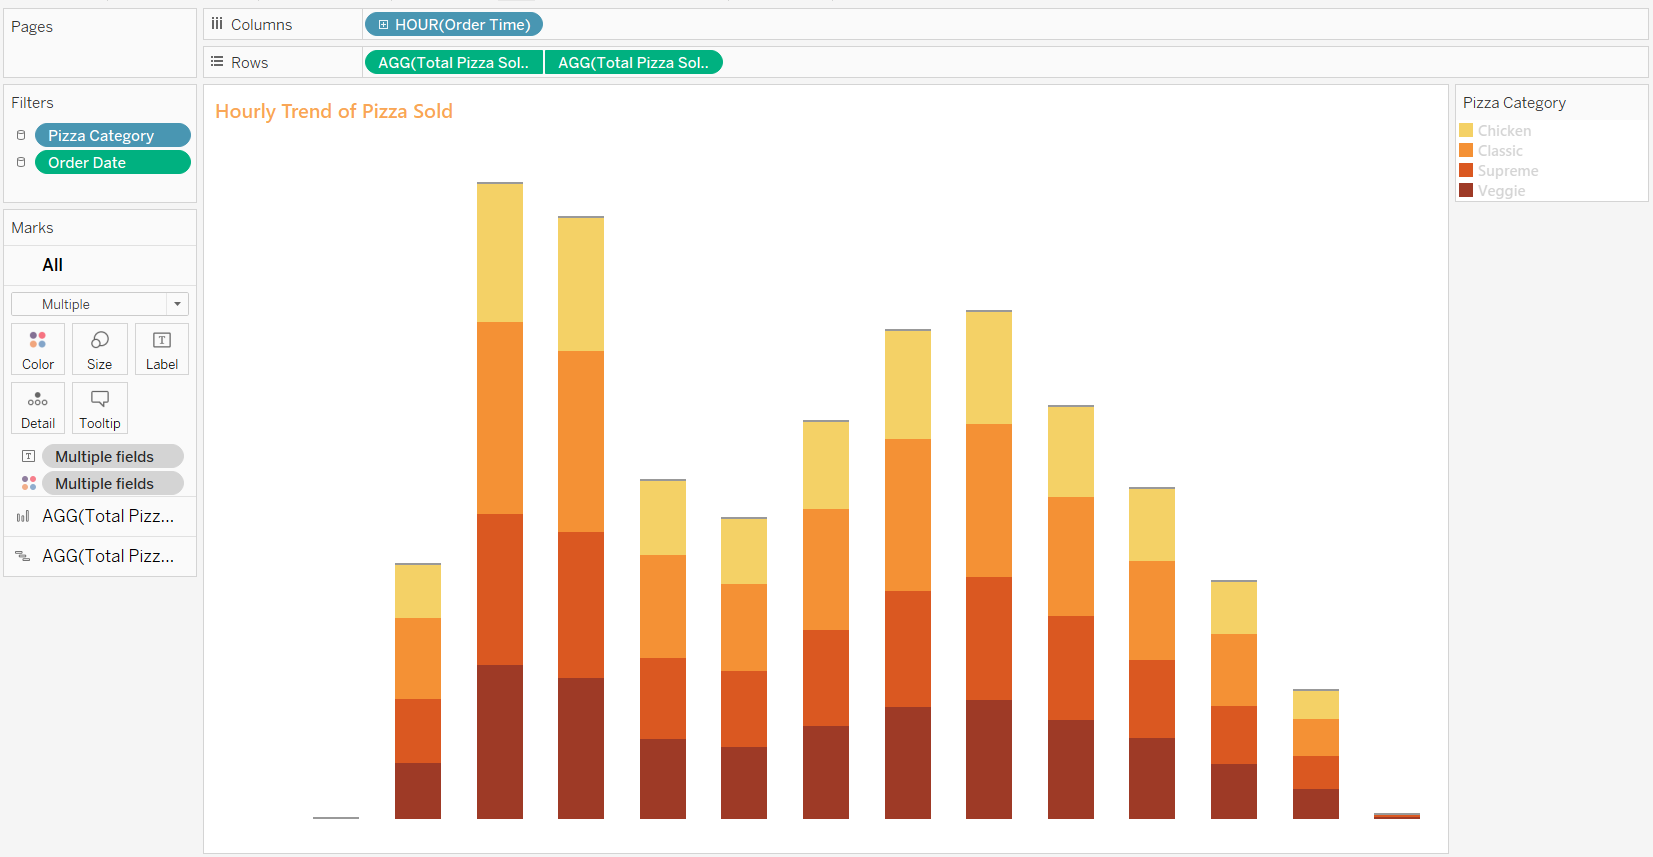 Pages
Columns
HOUR(Order Time)
Rows
AGG(Total Pizza Sol..
AGG(Total Pizza Sol..
Filters
Pizza Category
Order Date
Marks
All
Multiple
Color
Size
T
Label
Detail
Tooltip
T
Multiple fields
Multiple fields
AGG(Total Pizz...
AGG(Total Pizz...
Hourly Trend of Pizza Sold
Pizza Category
Chicken
Classic
Supreme
Veggie